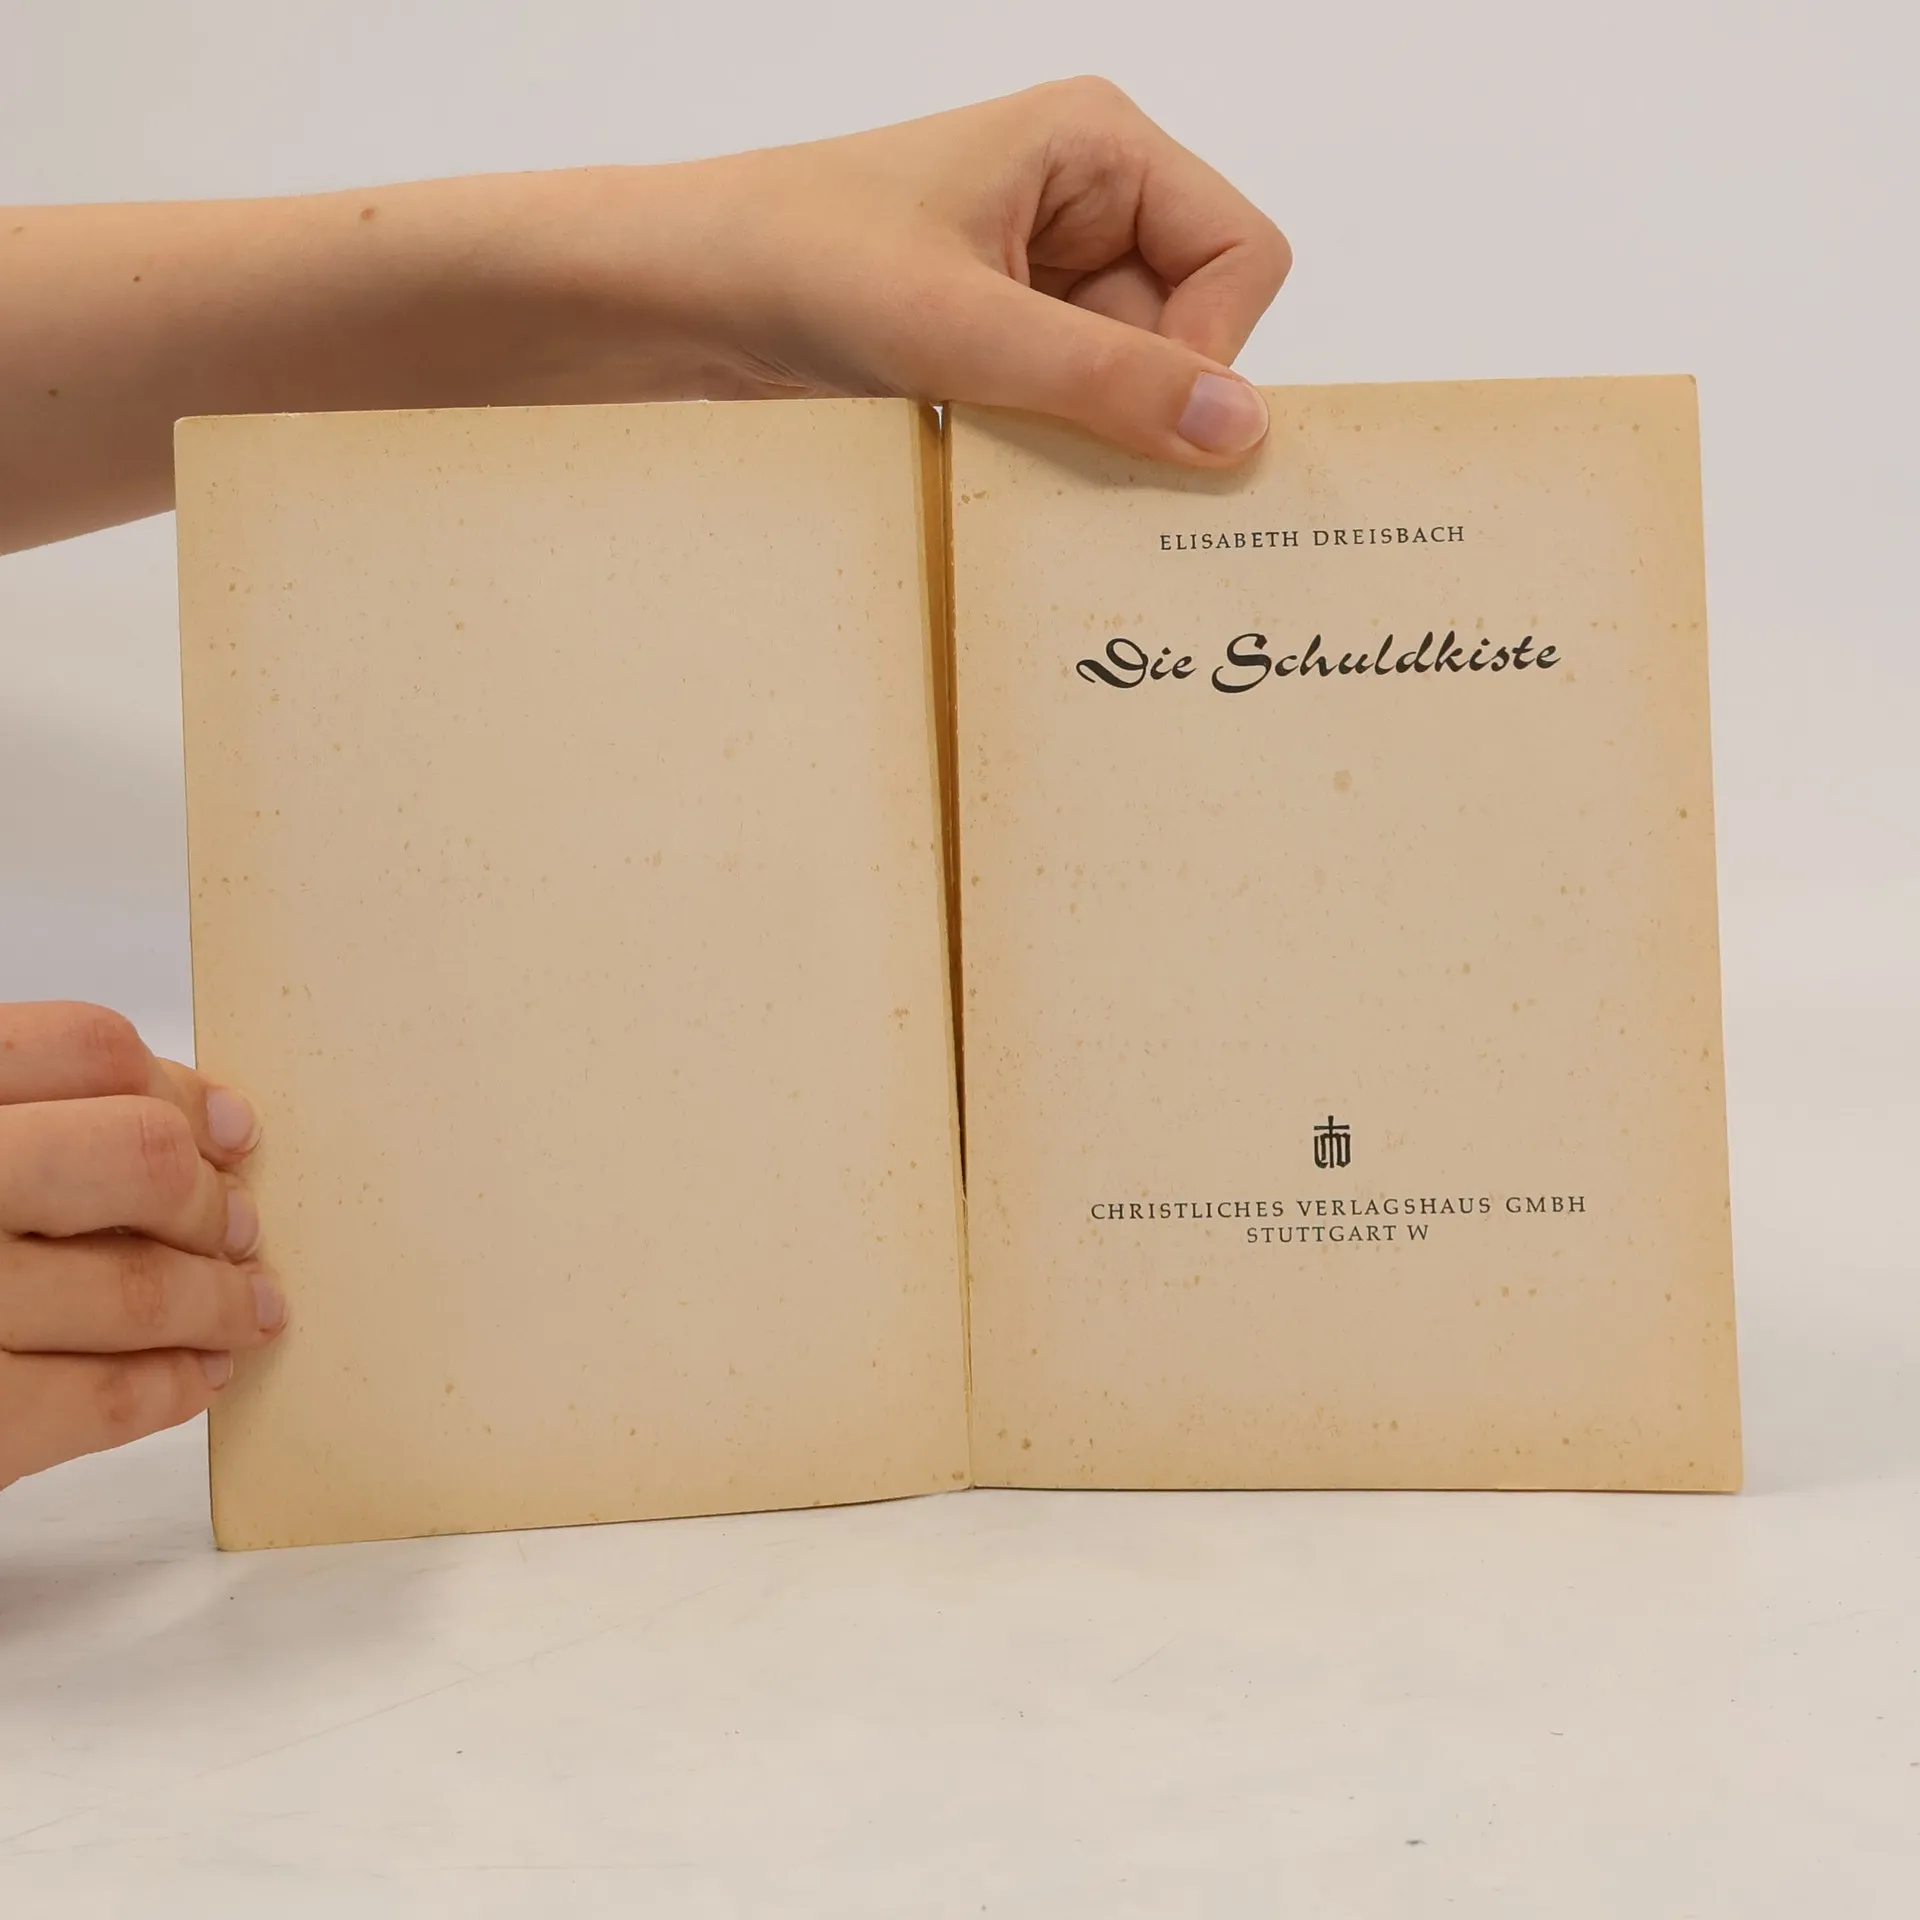 ELISABETH DREISBACH
Die Schuldkiste
CHRISTLICHES VERLAGSHAUS GMBH
STUTTGART W